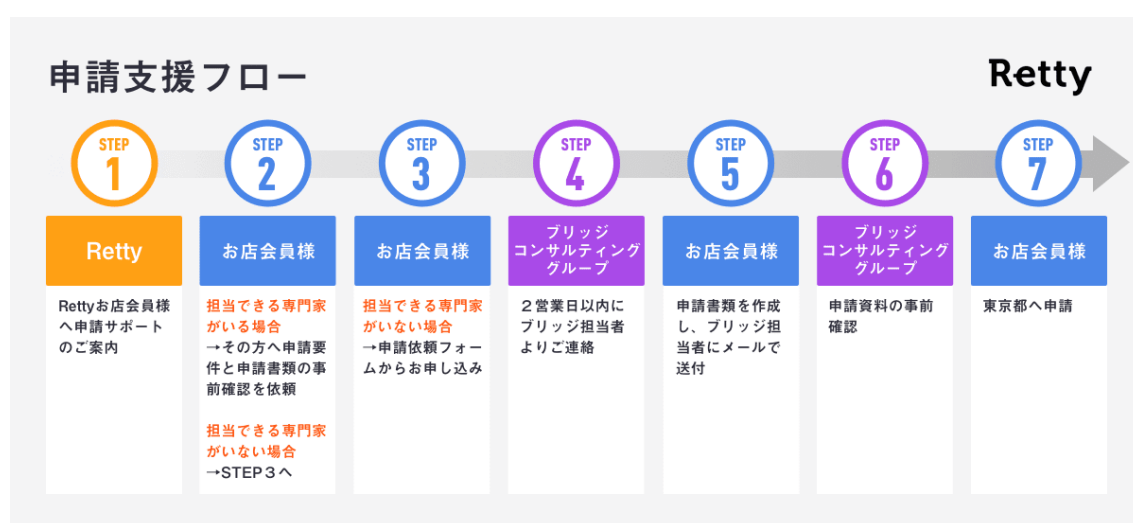 申請支援フロー
Retty
STEP
1
STEP
2
STEP
3
STEP
4
STEP
5
STEP
6
STEP
7
Retty
お店会員様
お店会員様
ブリッジ
コンサルティング
グループ
お店会員様
ブリッジ
コンサルティング
グループ
お店会員様
Rettyお店会員様
へ申請サポート
のご案内
担当できる専門家
がいる場合
→その方へ申請要
件と申請書類の事
前確認を依頼
担当できる専門家
がいない場合
→STEP３へ
担当できる専門家
がいない場合
→申請依頼フォー
ムからお申し込み
２営業日以内に
ブリッジ担当者
よりご連絡
申請書類を作成
し、ブリッジ担
当者にメールで
送付
申請資料の事前
確認
東京都へ申請